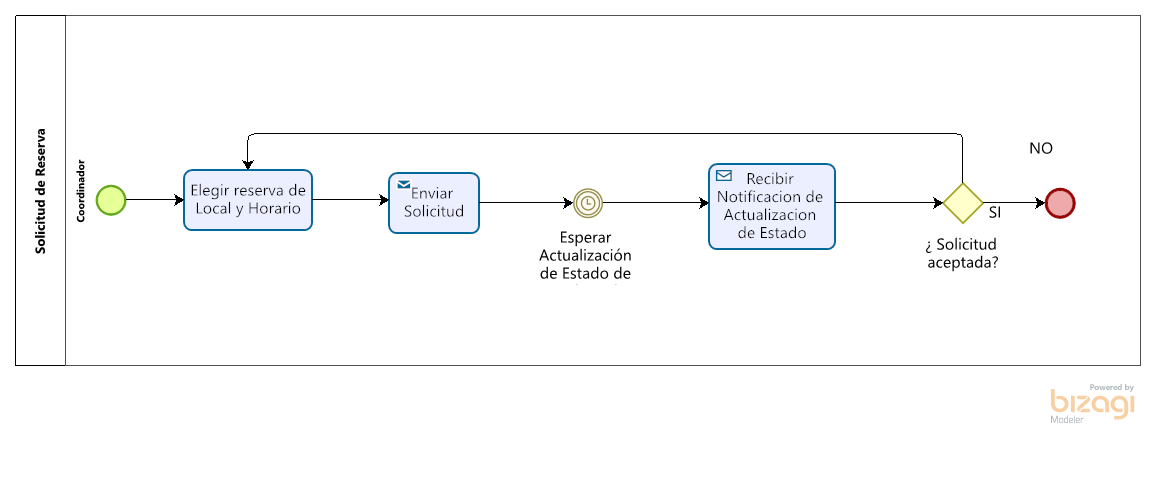 Solicitud de Reserva
Coordinador
Elegir reserva de
Local y Horario
Enviar
Solicitud
Esperar
Actualización
de Estado de
Recibir
Notificacion de
Actualizacion
de Estado
¿ Solicitud
aceptada?
SI
NO
Powered by
bizagi
Modeler